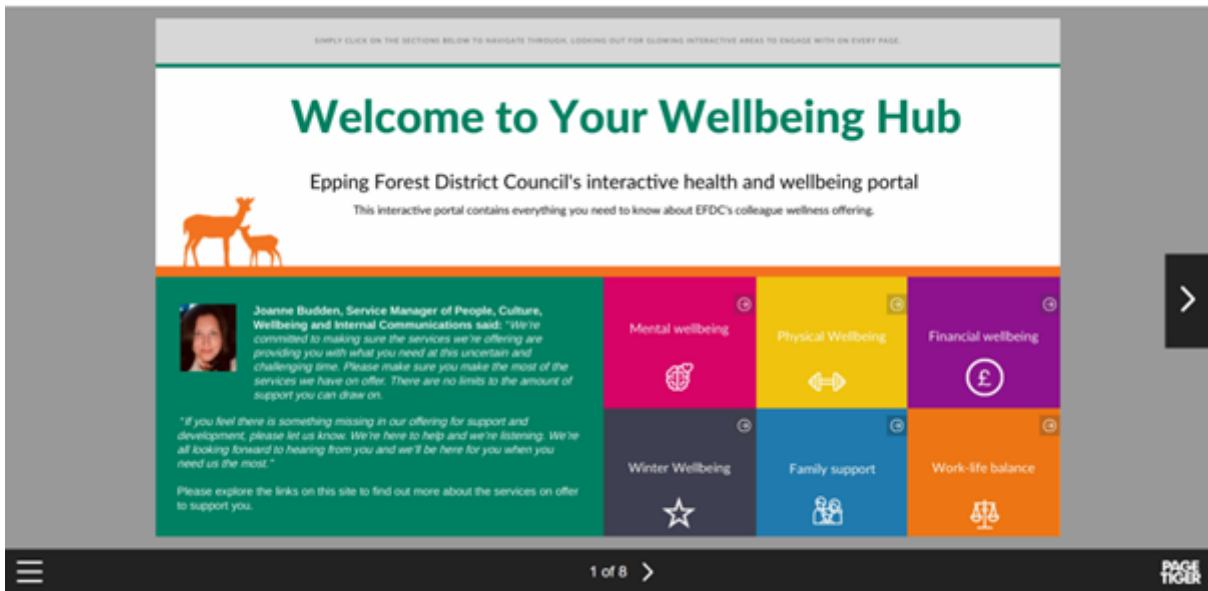 SIMPLY CLICK ON THE SECTIONS BELOW TO NAVIGATE THROUGH, LOOKING OUT FOR GLOWING INTERACTIVE AREAS TO ENGAGE WITH ON EVERY PAGE.
Welcome to Your Wellbeing Hub
Epping Forest District Council's interactive health and wellbeing portal
This interactive portal contains everything you need to know about EFDC's colleague wellness offering.
Joanne Budden, Service Manager of People, Culture,
Wellbeing and Internal Communications said: "We're
committed to making sure the services we're offering are
providing you with what you need at this uncertain and
challenging time. Please make sure you make the most of the
services we have on offer. There are no limits to the amount of
support you can draw on.
"If you feel there is something missing in our offering for support and
development, please let us know. We're here to help and we're listening. We're
all looking forward to hearing from you and we'll be here for you when you
need us the most."
Please explore the links on this site to find out more about the services on offer
to support you.
Mental wellbeing
Physical Wellbeing
Financial wellbeing
£
Winter Wellbeing
Family support
Work-life balance
1 of 8
PAGE
TIGER